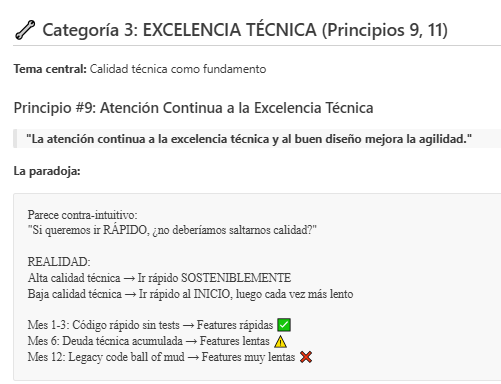 🔧 Categoría 3: EXCELENCIA TÉCNICA (Principios 9, 11)
Tema central: Calidad técnica como fundamento
Principio #9: Atención Continua a la Excelencia Técnica
"La atención continua a la excelencia técnica y al buen diseño mejora la agilidad."
La paradoja:
Parece contra-intuitivo:
"Si queremos ir RÁPIDO, ¿no deberíamos saltarnos calidad?"
REALIDAD:
Alta calidad técnica → Ir rápido SOSTENIBLEMENTE
Baja calidad técnica → Ir rápido al INICIO, luego cada vez más lento
Mes 1-3: Código rápido sin tests → Features rápidas ✅
Mes 6: Deuda técnica acumulada → Features lentas ⚠️
Mes 12: Legacy code ball of mud → Features muy lentas ❌